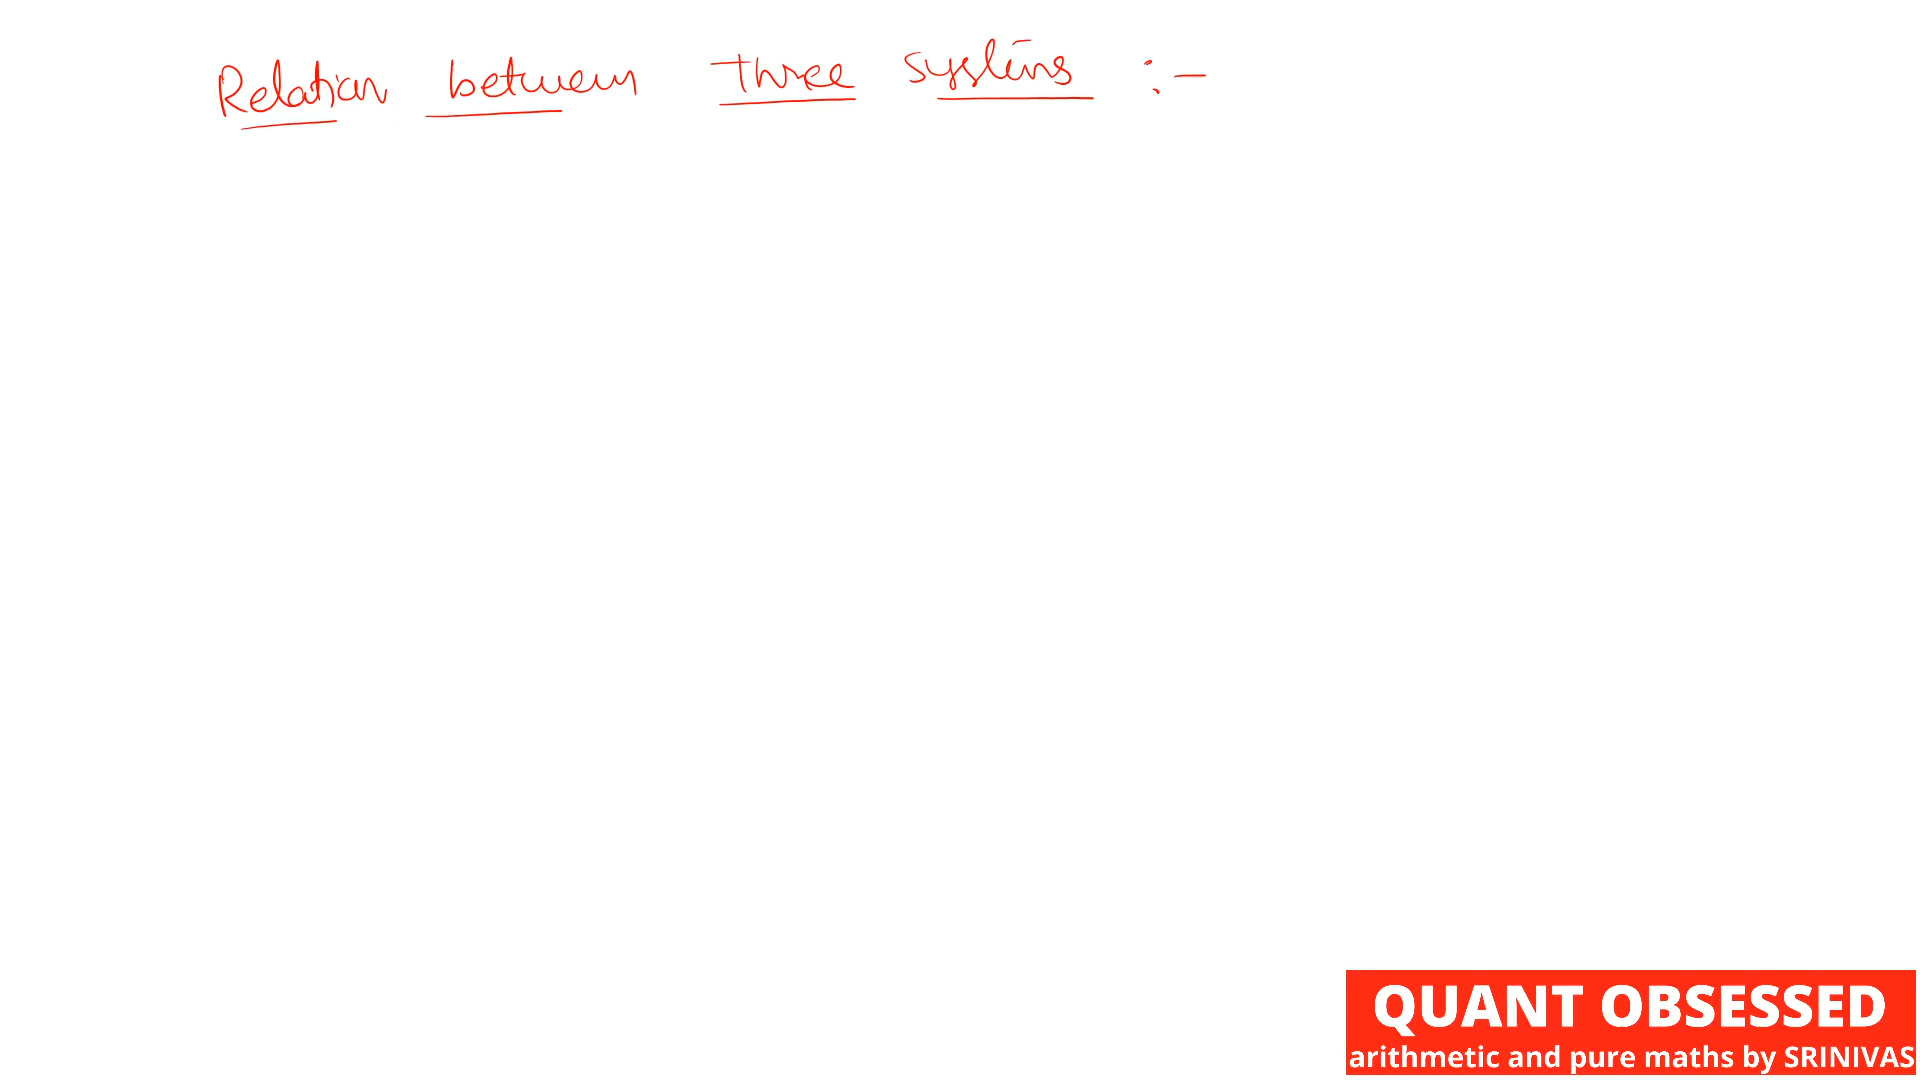 Relation between three systems :-
QUANT OBSESSED
arithmetic and pure maths by SRINIVAS